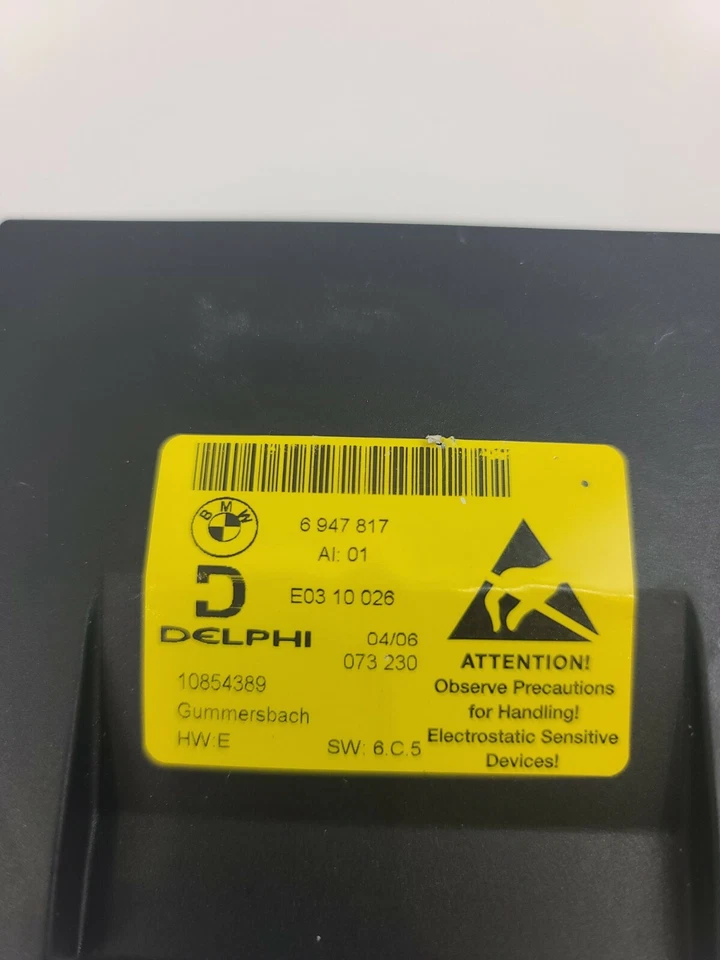 BMW
6 947 817
AI: 01
E03 10 026
DELPHI
04/06
073 230
10854389
Gummersbach
HW:E
SW: 6.C.5
ATTENTION!
Observe Precautions
for Handling!
Electrostatic Sensitive
Devices!